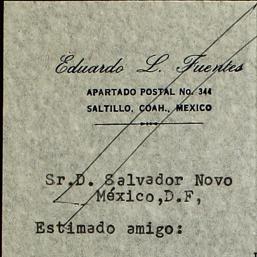 Eduardo L. Fuentes
APARTADO POSTAL No. 344
SALTILLO, COAH., MEXICO
Sr.D. Salvador Novo
México,D.F,
Estimado amigo: